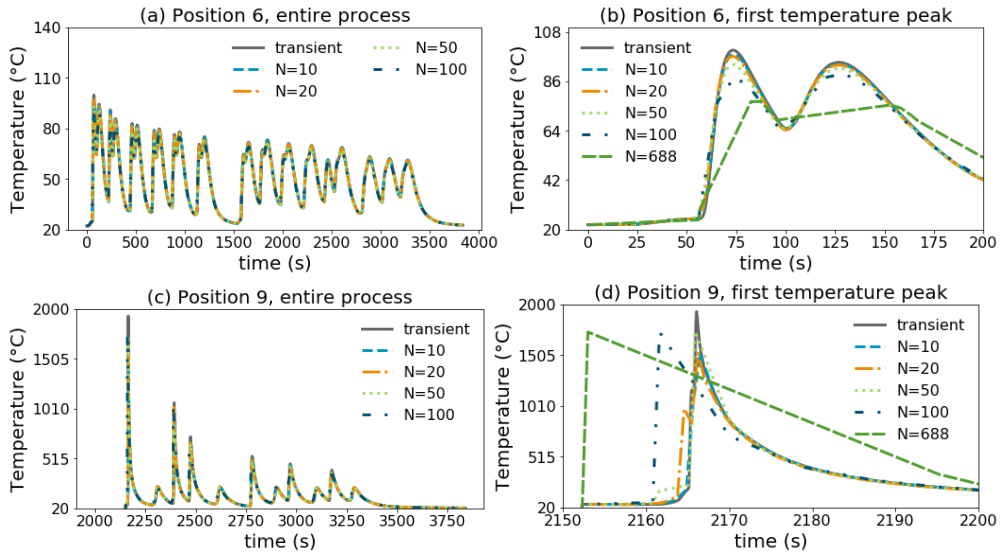 (a) Position 6, entire process
140
110
80
50
20
Temperature (°C)
transient
N=10
N=20
N=50
N=100
0 500 1000 1500 2000 2500 3000 3500 4000
time (s)
(b) Position 6, first temperature peak
108
86
64
42
20
Temperature (°C)
transient
N=10
N=20
N=50
N=100
N=688
0 25 50 75 100 125 150 175 200
time (s)
(c) Position 9, entire process
2000
1505
1010
515
20
Temperature (°C)
transient
N=10
N=20
N=50
N=100
2000 2250 2500 2750 3000 3250 3500 3750
time (s)
(d) Position 9, first temperature peak
2000
1505
1010
515
20
Temperature (°C)
transient
N=10
N=20
N=50
N=100
N=688
2150 2160 2170 2180 2190 2200
time (s)